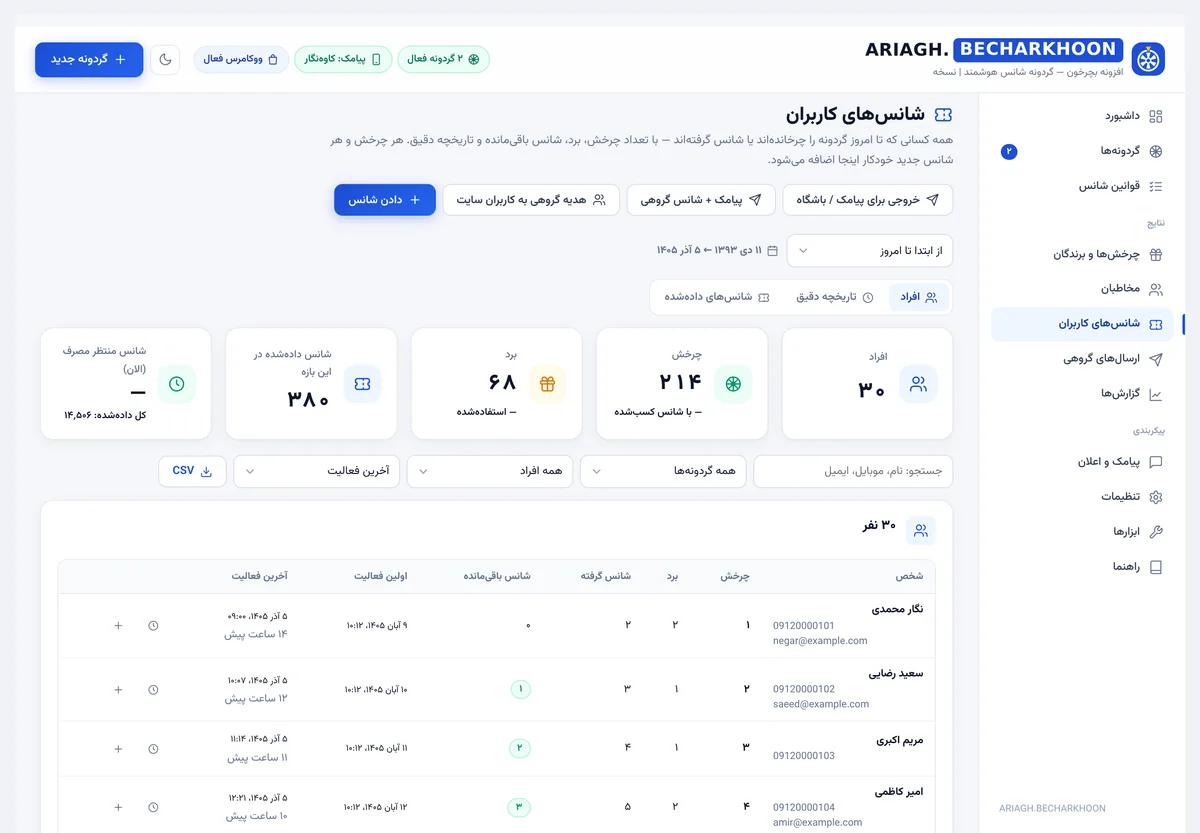 ARIAGH. BECHARKHOON
افزونه بچرخون — گردونه شانس هوشمند | نسخه
۲ گردونه فعال
پیامک: کاوه‌نگار
ووکامرس فعال
گردونه جدید
داشبورد
گردونه‌ها
۲
قوانین شانس
نتایج
چرخش‌ها و برندگان
مخاطبان
شانس‌های کاربران
ارسال‌های گروهی
گزارش‌ها
پیکربندی
پیامک و اعلان
تنظیمات
ابزارها
راهنما
ARIAGH.BECHARKHOON
شانس‌های کاربران
همه کسانی که تا امروز گردونه را چرخانده‌اند یا شانس گرفته‌اند — با تعداد چرخش، برد، شانس باقی‌مانده و تاریخچه دقیق. هر چرخش و هر
شانس جدید خودکار اینجا اضافه می‌شود.
خروجی برای پیامک / باشگاه
پیامک + شانس گروهی
هدیه گروهی به کاربران سایت
دادن شانس
از ابتدا تا امروز
۱۱ دی ۱۳۹۳ ← ۵ آذر ۱۴۰۵
افراد
تاریخچه دقیق
شانس‌های داده‌شده
افراد
۳۰
چرخش
۲۱۴
— با شانس کسب‌شده
برد
۶۸
— استفاده‌شده
شانس داده‌شده در
این بازه
۳۸۰
شانس منتظر مصرف
(الان)
—
کل داده‌شده: ۱۴,۵۰۶
جستجو: نام، موبایل، ایمیل
همه گردونه‌ها
همه افراد
آخرین فعالیت
CSV
۳۰ نفر
شخص چرخش برد شانس گرفته شانس باقی‌مانده اولین فعالیت آخرین فعالیت
نگار محمدی
09120000101
negar@example.com
۱ ۲ ۲ ۰ ۹ آبان ۱۴۰۵، ۱۰:۱۲
۵ آذر ۱۴۰۵، ۰۹:۰۰
۱۴ ساعت پیش
سعید رضایی
09120000102
saeed@example.com
۲ ۱ ۳ ۱ ۱۰ آبان ۱۴۰۵، ۱۰:۱۲
۵ آذر ۱۴۰۵، ۱۰:۰۷
۱۲ ساعت پیش
مریم اکبری
09120000103
۳ ۱ ۴ ۲ ۱۱ آبان ۱۴۰۵، ۱۰:۱۲
۵ آذر ۱۴۰۵، ۱۱:۱۴
۱۱ ساعت پیش
امیر کاظمی
09120000104
amir@example.com
۴ ۲ ۵ ۳ ۱۲ آبان ۱۴۰۵، ۱۰:۱۲
۵ آذر ۱۴۰۵، ۱۲:۲۱
۱۰ ساعت پیش